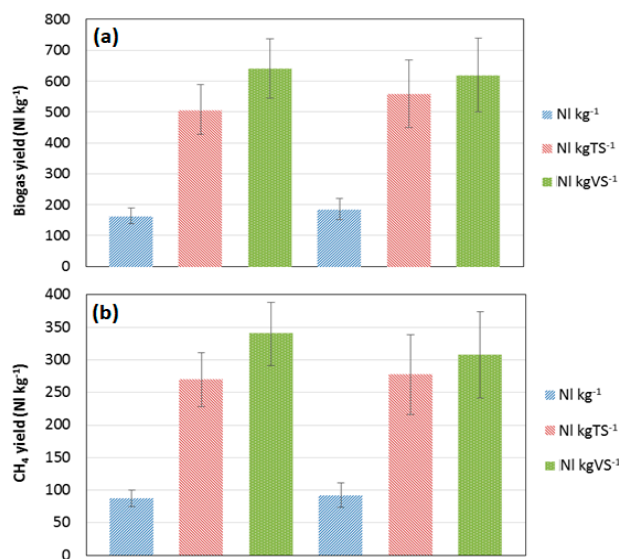 (a)
Biogas yield (Nl kg⁻¹)
800
700
600
500
400
300
200
100
0
Nl kg⁻¹
Nl kgTS⁻¹
Nl kgVS⁻¹
(b)
CH₄ yield (Nl kg⁻¹)
400
350
300
250
200
150
100
50
0
Nl kg⁻¹
Nl kgTS⁻¹
Nl kgVS⁻¹